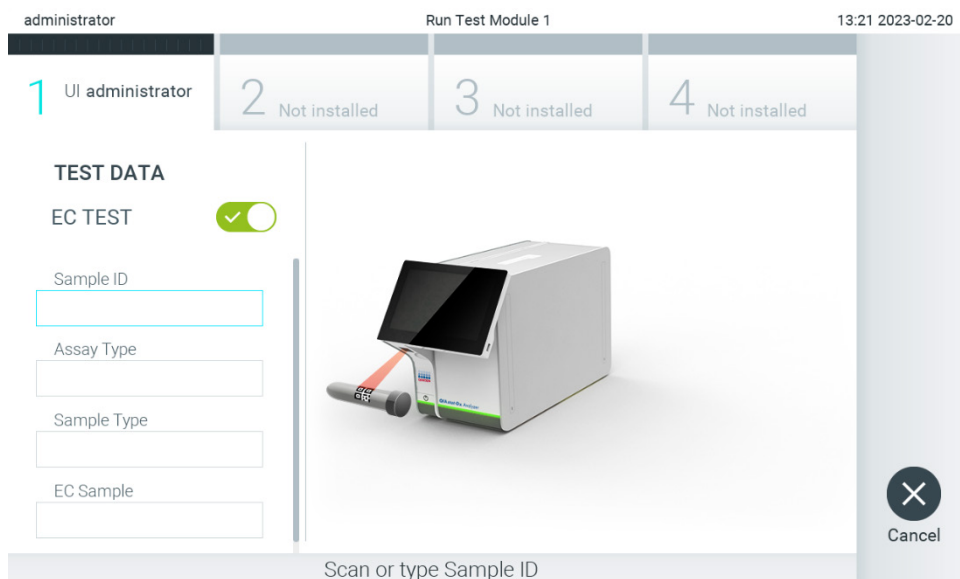 administrator Run Test Module 1 13:21 2023-02-20
1 UI administrator 2 Not installed 3 Not installed 4 Not installed
TEST DATA
EC TEST
Sample ID
Assay Type
Sample Type
EC Sample
Cancel
Scan or type Sample ID